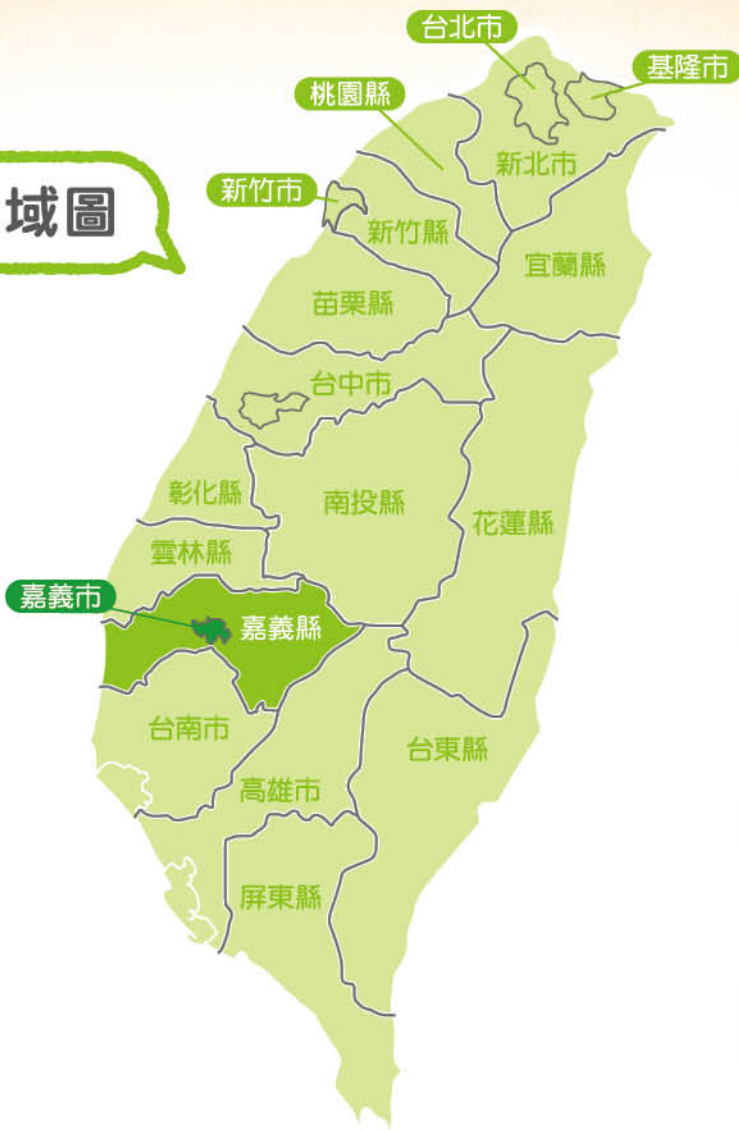 台北市
基隆市
桃園縣
新北市
域圖
新竹市
新竹縣
宜蘭縣
苗栗縣
台中市
彰化縣
南投縣
花蓮縣
雲林縣
嘉義市
嘉義縣
台南市
台東縣
高雄市
屏東縣